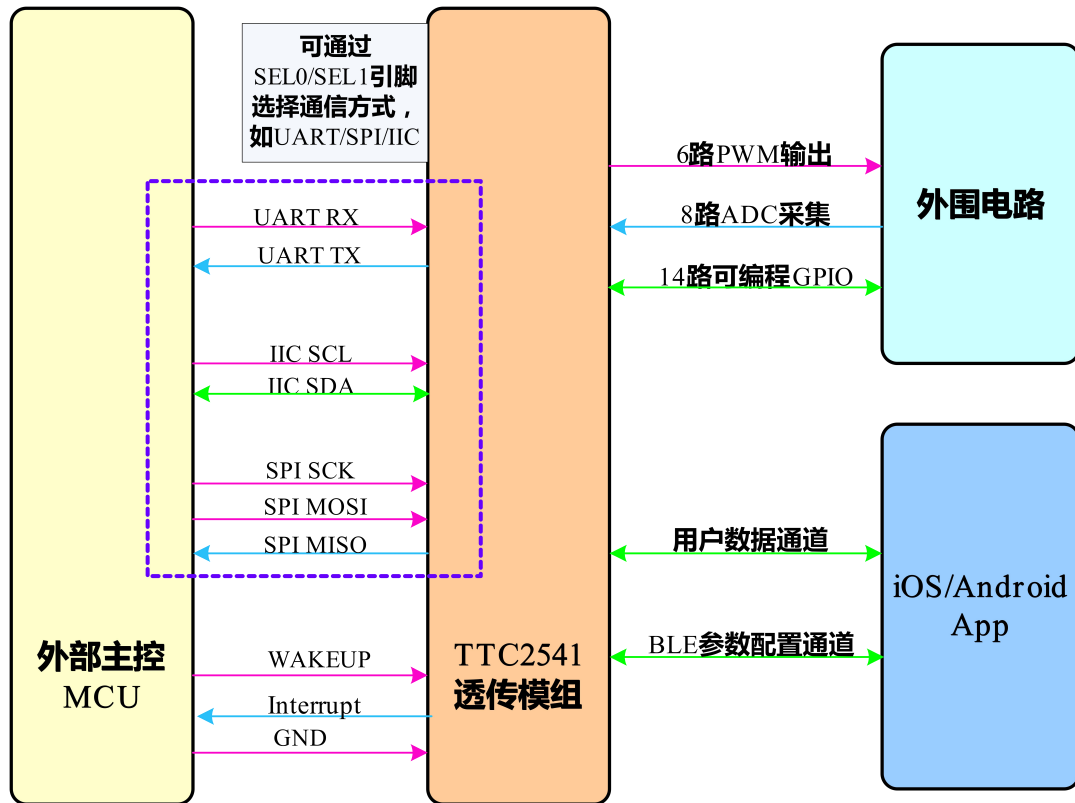 可通过
SEL0/SEL1引脚
选择通信方式，
如UART/SPI/IIC
UART RX
UART TX
IIC SCL
IIC SDA
SPI SCK
SPI MOSI
SPI MISO
WAKEUP
Interrupt
GND
外部主控
MCU
TTC2541
透传模组
6路PWM输出
8路ADC采集
14路可编程GPIO
外围电路
用户数据通道
BLE参数配置通道
iOS/Android
App